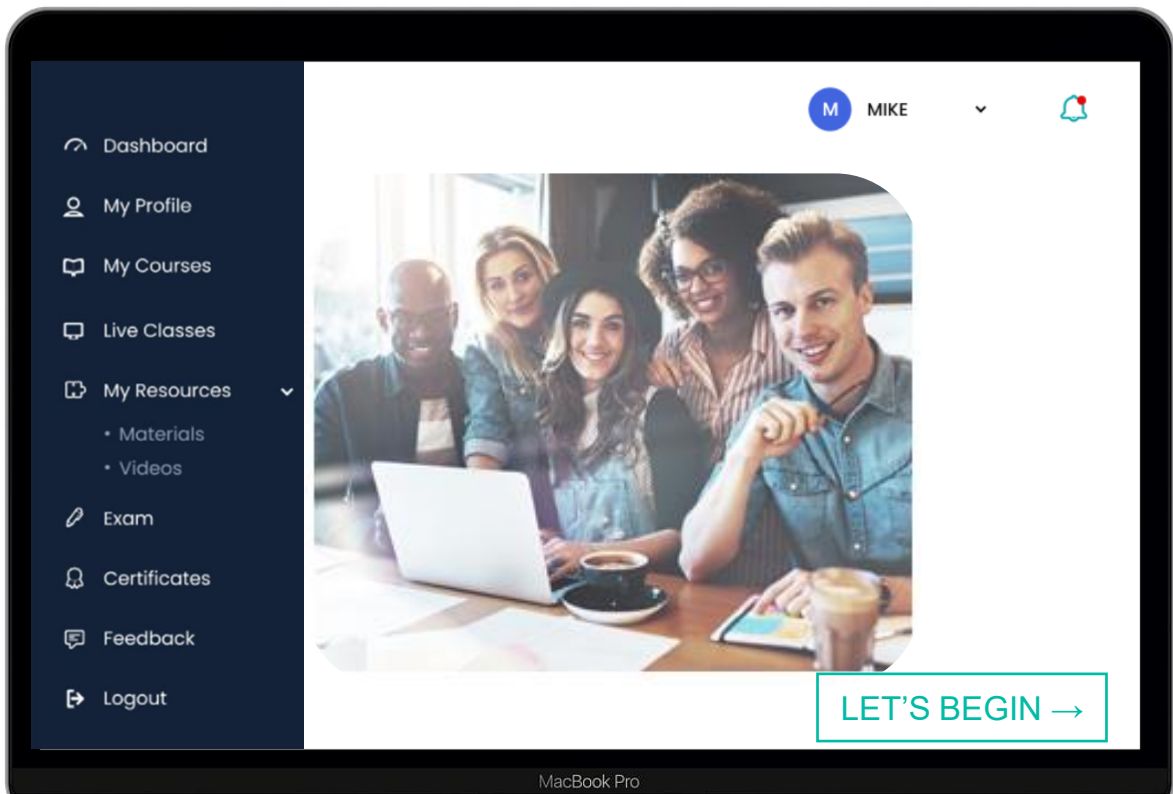 M MIKE
Dashboard
My Profile
My Courses
Live Classes
My Resources
• Materials
• Videos
Exam
Certificates
Feedback
Logout
LET'S BEGIN →
MacBook Pro